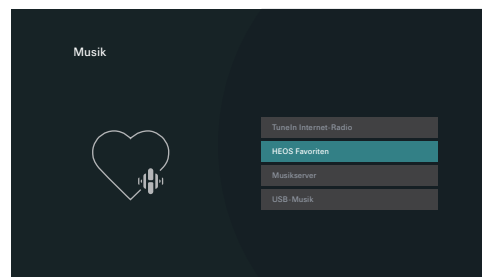 Musik
TuneIn Internet-Radio
HEOS Favoriten
Musikserver
USB-Musik